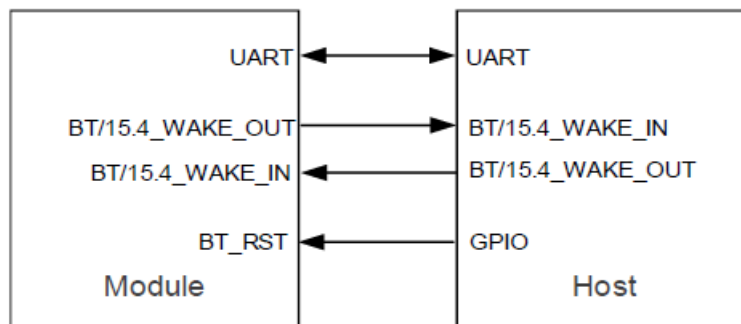 UART UART
BT/15.4_WAKE_OUT BT/15.4_WAKE_IN
BT/15.4_WAKE_IN BT/15.4_WAKE_OUT
BT_RST GPIO
Module Host